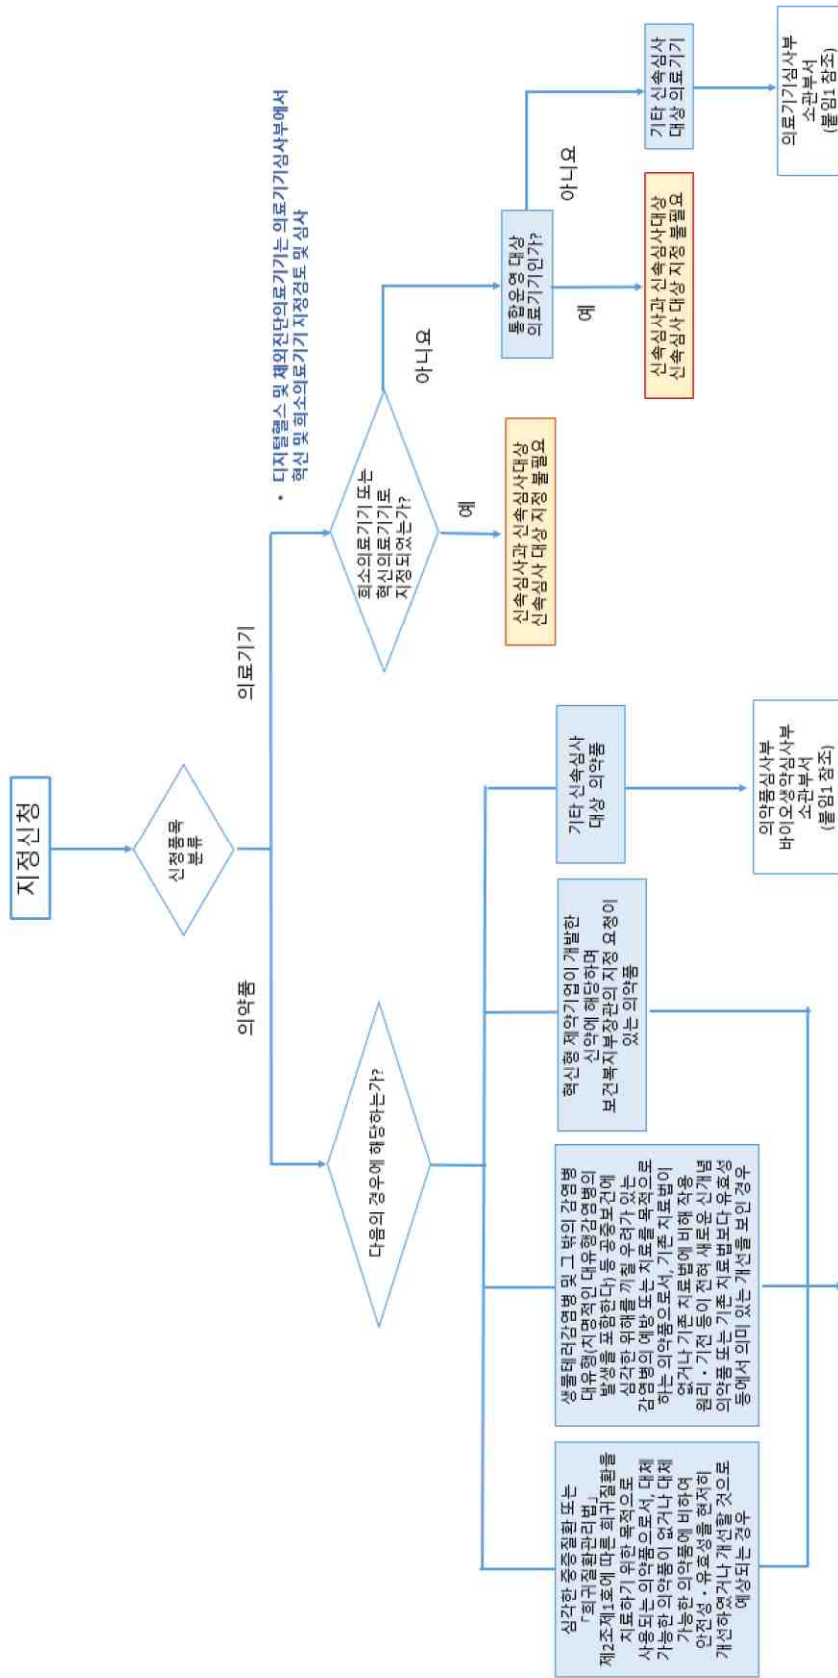 지정신청
신청품목
분류
의약품
의료기기
다음의 경우에 해당하는가?
심각한 중증질환 또는
「희귀질환관리법」
제2조제1호에 따른 희귀질환을
치료하기 위한 목적으로
사용되는 의약품으로서, 대체
가능한 의약품이 없거나 대체
가능한 의약품에 비하여
안전성・유효성을 현저히
개선하였거나 개선할 것으로
예상되는 경우
생물테러감염병 및 그 밖의 감염병
대유행(치명적인 대유행감염병의
발생을 포함한다) 등 공중보건에
심각한 위해를 끼칠 우려가 있는
감염병의 예방 또는 치료를 목적으로
하는 의약품으로서, 기존 치료법이
없거나 기존 치료법에 비해 작용
원리・기전 등이 전혀 새로운 신개념
의약품 또는 기존 치료법보다 유효성
등에서 의미 있는 개선을 보인 경우
혁신형 제약기업이 개발한
신약에 해당하며
보건복지부장관의 지정 요청이
있는 의약품
기타 신속심사
대상 의약품
의약품심사부
바이오생약심사부
소관부서
(붙임1 참조)
• 디지털헬스 및 체외진단의료기기는 의료기기심사부에서
혁신 및 희소의료기기 지정검토 및 심사
희소의료기기 또는
혁신의료기기로
지정되었는가?
예
아니요
신속심사과 신속심사대상
신속심사 대상 지정 불필요
통합운영 대상
의료기기인가?
예
아니요
신속심사과 신속심사대상
신속심사 대상 지정 불필요
기타 신속심사
대상 의료기기
의료기기심사부
소관부서
(붙임1 참조)